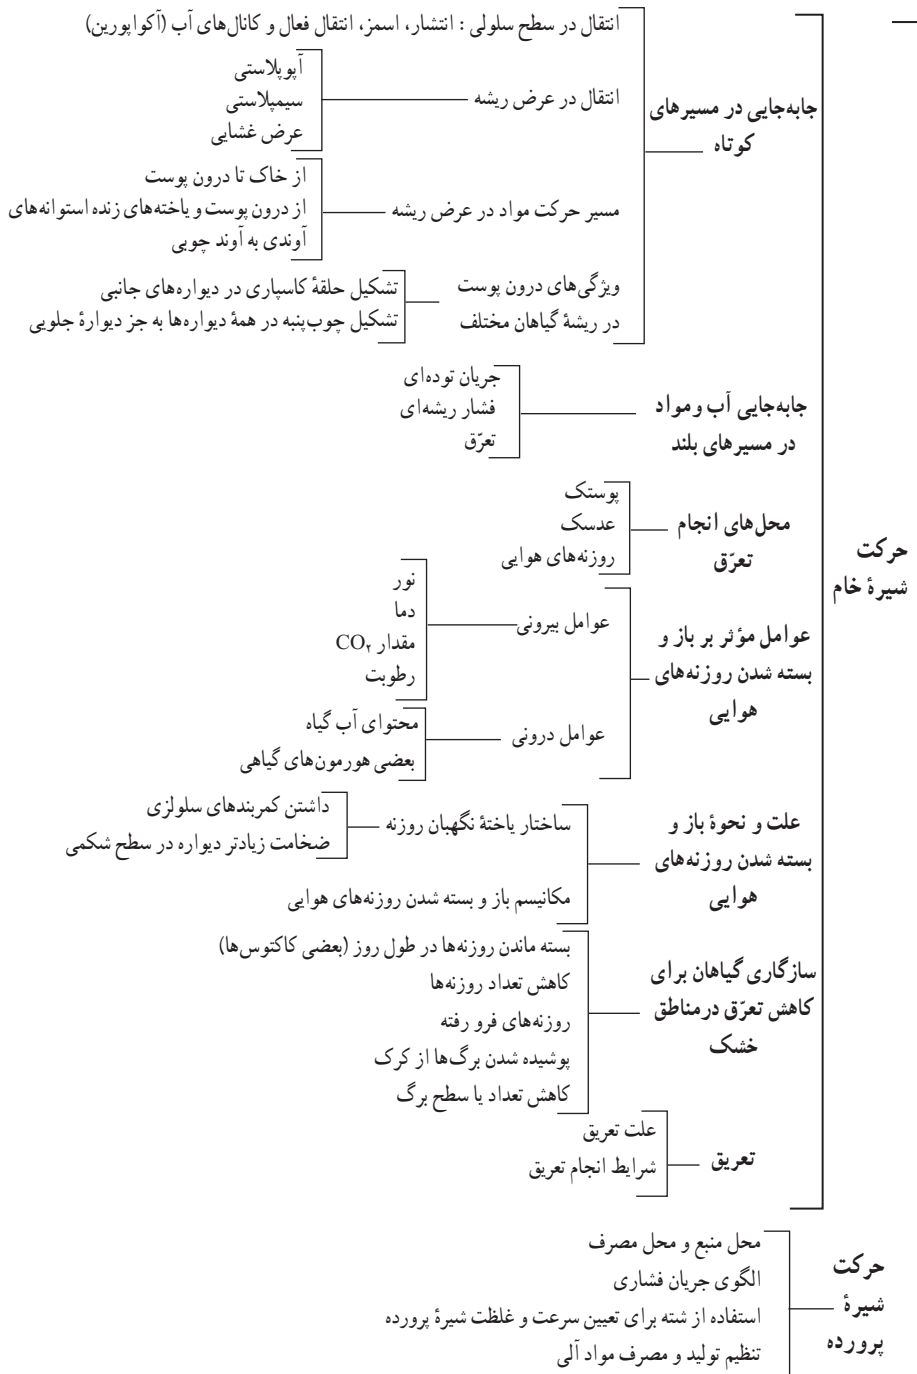 حرکت
شیرهٔ خام
جابه‌جایی در مسیرهای
کوتاه
انتقال در سطح سلولی : انتشار، اسمز، انتقال فعال و کانال‌های آب (آکواپورین)
انتقال در عرض ریشه
آپوپلاستی
سیمپلاستی
عرض غشایی
مسیر حرکت مواد در عرض ریشه
از خاک تا درون پوست
از درون پوست و یاخته‌های زنده استوانه‌های
آوندی به آوند چوبی
ویژگی‌های درون پوست
در ریشهٔ گیاهان مختلف
تشکیل حلقهٔ کاسپاری در دیواره‌های جانبی
تشکیل چوب‌پنبه در همهٔ دیواره‌ها به جز دیوارهٔ جلویی
جابه‌جایی آب و مواد
در مسیرهای بلند
جریان توده‌ای
فشار ریشه‌ای
تعرّق
محل‌های انجام
تعرّق
پوستک
عدسک
روزنه‌های هوایی
عوامل مؤثر بر باز و
بسته شدن روزنه‌های
هوایی
عوامل بیرونی
نور
دما
مقدار CO₂
رطوبت
عوامل درونی
محتوای آب گیاه
بعضی هورمون‌های گیاهی
علت و نحوهٔ باز و
بسته شدن روزنه‌های
هوایی
ساختار یاختهٔ نگهبان روزنه
داشتن کمربندهای سلولزی
ضخامت زیادتر دیواره در سطح شکمی
مکانیسم باز و بسته شدن روزنه‌های هوایی
سازگاری گیاهان برای
کاهش تعرّق درمناطق
خشک
بسته ماندن روزنه‌ها در طول روز (بعضی کاکتوس‌ها)
کاهش تعداد روزنه‌ها
روزنه‌های فرو رفته
پوشیده شدن برگ‌ها از کرک
کاهش تعداد یا سطح برگ
تعریق
علت تعریق
شرایط انجام تعریق
حرکت
شیرهٔ
پرورده
محل منبع و محل مصرف
الگوی جریان فشاری
استفاده از شته برای تعیین سرعت و غلظت شیرهٔ پرورده
تنظیم تولید و مصرف مواد آلی